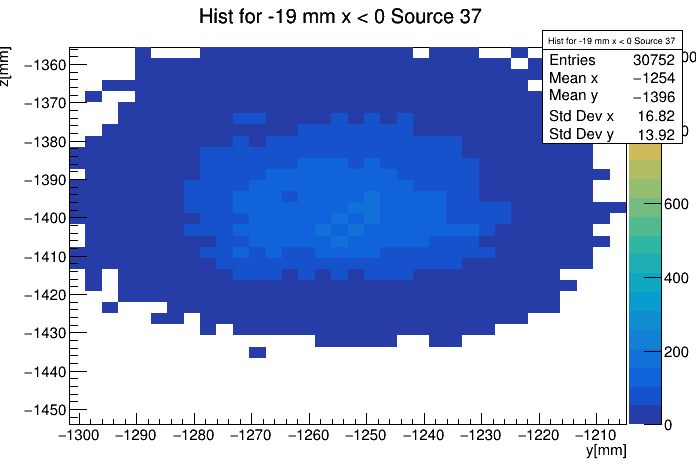 Hist for -19 mm x < 0 Source 37
z[mm]
Hist for -19 mm x < 0 Source 37
Entries 30752
Mean x −1254
Mean y −1396
Std Dev x 16.82
Std Dev y 13.92
−1360
−1370
−1380
−1390
−1400
−1410
−1420
−1430
−1440
−1450
600
400
200
0
−1300 −1290 −1280 −1270 −1260 −1250 −1240 −1230 −1220 −1210
y[mm]